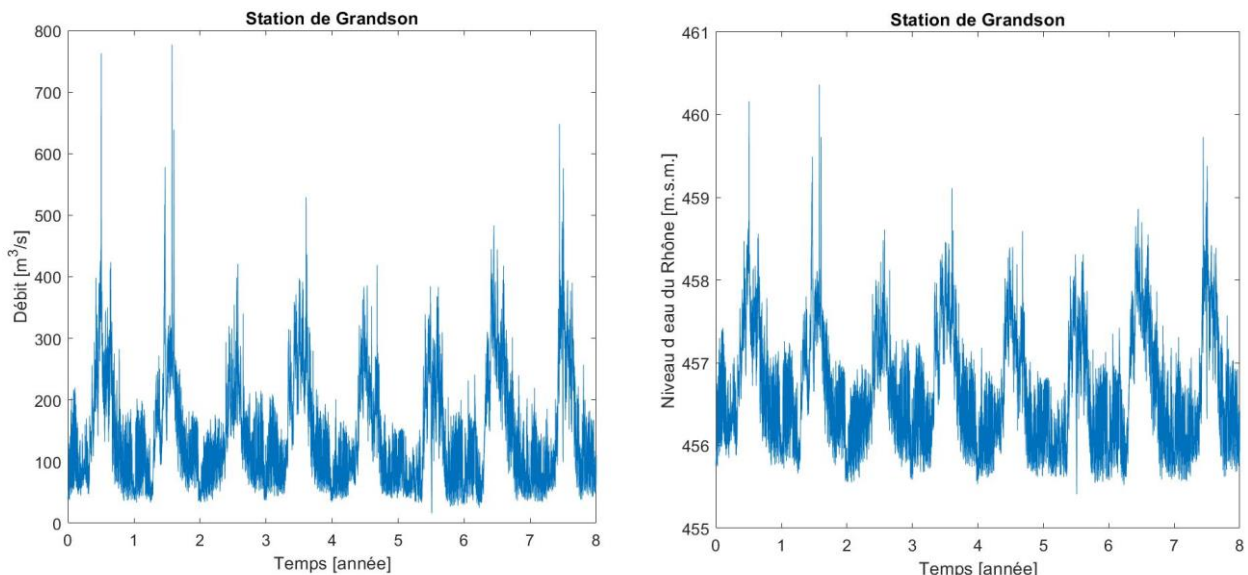 Station de Grandson
800
700
600
500
400
300
200
100
0
Débit [m³/s]
0 1 2 3 4 5 6 7 8
Temps [année]
Station de Grandson
461
460
459
458
457
456
455
Niveau d eau du Rhône [m.s.m.]
0 1 2 3 4 5 6 7 8
Temps [année]